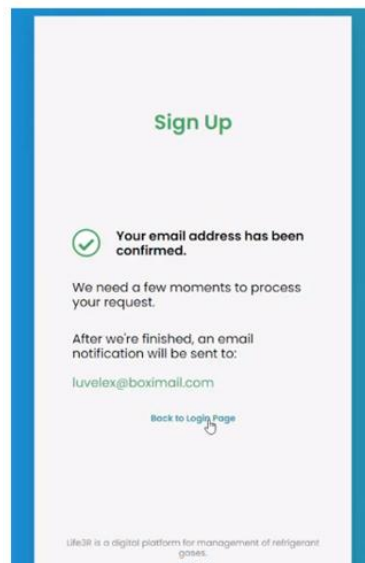 Sign Up
Your email address has been
confirmed.
We need a few moments to process
your request.
After we're finished, an email
notification will be sent to:
luvelex@boximail.com
Back to Login Page
Life3R is a digital platform for management of refrigerant
gases.